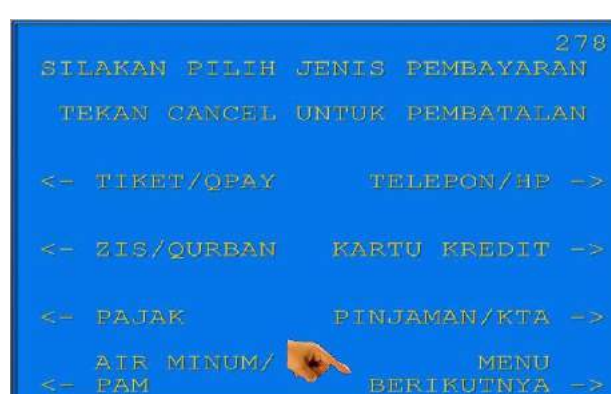 278
SILAKAN PILIH JENIS PEMBAYARAN
TEKAN CANCEL UNTUK PEMBATALAN
<- TIKET/QPAY TELEPON/HP ->
<- ZIS/QURBAN KARTU KREDIT ->
<- PAJAK PINJAMAN/KTA ->
AIR MINUM/ MENU
<- PAM BERIKUTNYA ->